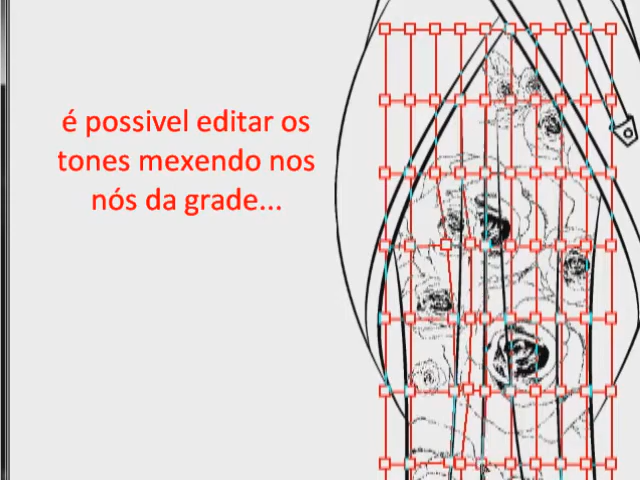 é possivel editar os
tones mexendo nos
nós da grade...